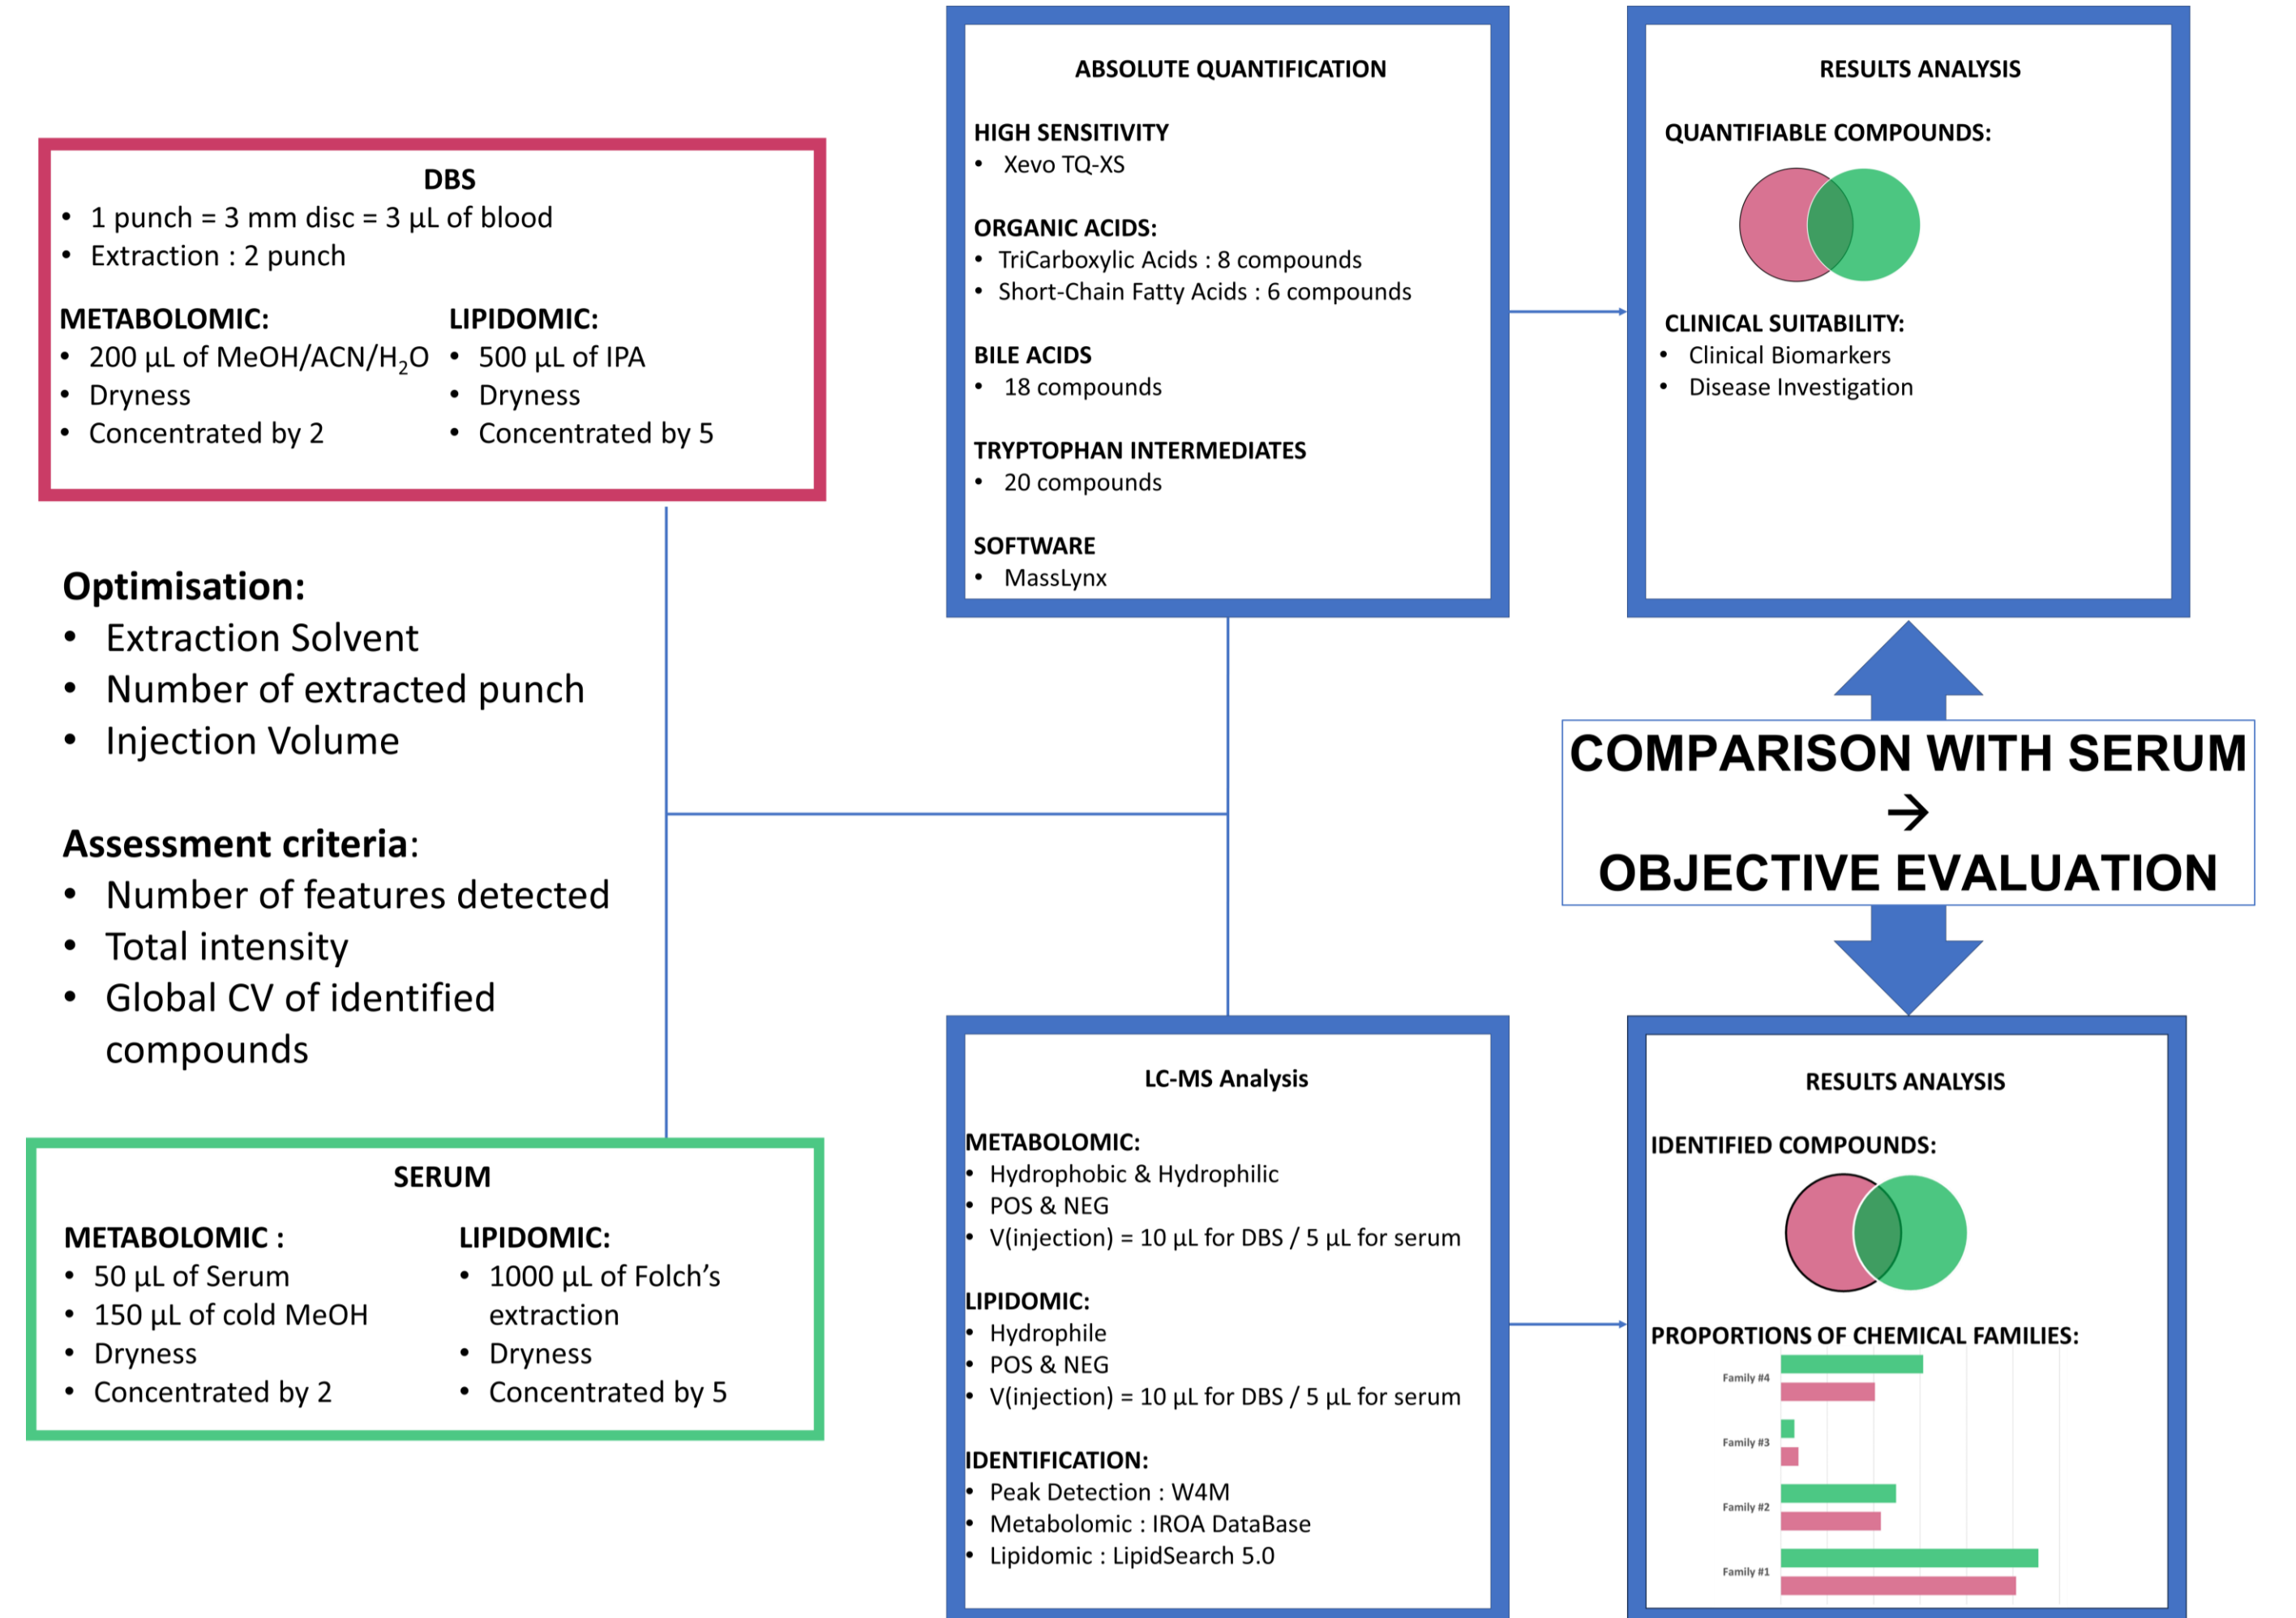 DBS
• 1 punch = 3 mm disc = 3 µL of blood
• Extraction : 2 punch
METABOLOMIC:
• 200 µL of MeOH/ACN/H₂O
• Dryness
• Concentrated by 2
LIPIDOMIC:
• 500 µL of IPA
• Dryness
• Concentrated by 5
Optimisation:
• Extraction Solvent
• Number of extracted punch
• Injection Volume
Assessment criteria:
• Number of features detected
• Total intensity
• Global CV of identified
compounds
SERUM
METABOLOMIC :
• 50 µL of Serum
• 150 µL of cold MeOH
• Dryness
• Concentrated by 2
LIPIDOMIC:
• 1000 µL of Folch’s
extraction
• Dryness
• Concentrated by 5
ABSOLUTE QUANTIFICATION
HIGH SENSITIVITY
• Xevo TQ-XS
ORGANIC ACIDS:
• TriCarboxylic Acids : 8 compounds
• Short-Chain Fatty Acids : 6 compounds
BILE ACIDS
• 18 compounds
TRYPTOPHAN INTERMEDIATES
• 20 compounds
SOFTWARE
• MassLynx
LC-MS Analysis
METABOLOMIC:
• Hydrophobic & Hydrophilic
• POS & NEG
• V(injection) = 10 µL for DBS / 5 µL for serum
LIPIDOMIC:
• Hydrophile
• POS & NEG
• V(injection) = 10 µL for DBS / 5 µL for serum
IDENTIFICATION:
• Peak Detection : W4M
• Metabolomic : IROA DataBase
• Lipidomic : LipidSearch 5.0
RESULTS ANALYSIS
QUANTIFIABLE COMPOUNDS:
CLINICAL SUITABILITY:
• Clinical Biomarkers
• Disease Investigation
COMPARISON WITH SERUM
→
OBJECTIVE EVALUATION
RESULTS ANALYSIS
IDENTIFIED COMPOUNDS:
PROPORTIONS OF CHEMICAL FAMILIES:
Family #4
Family #3
Family #2
Family #1